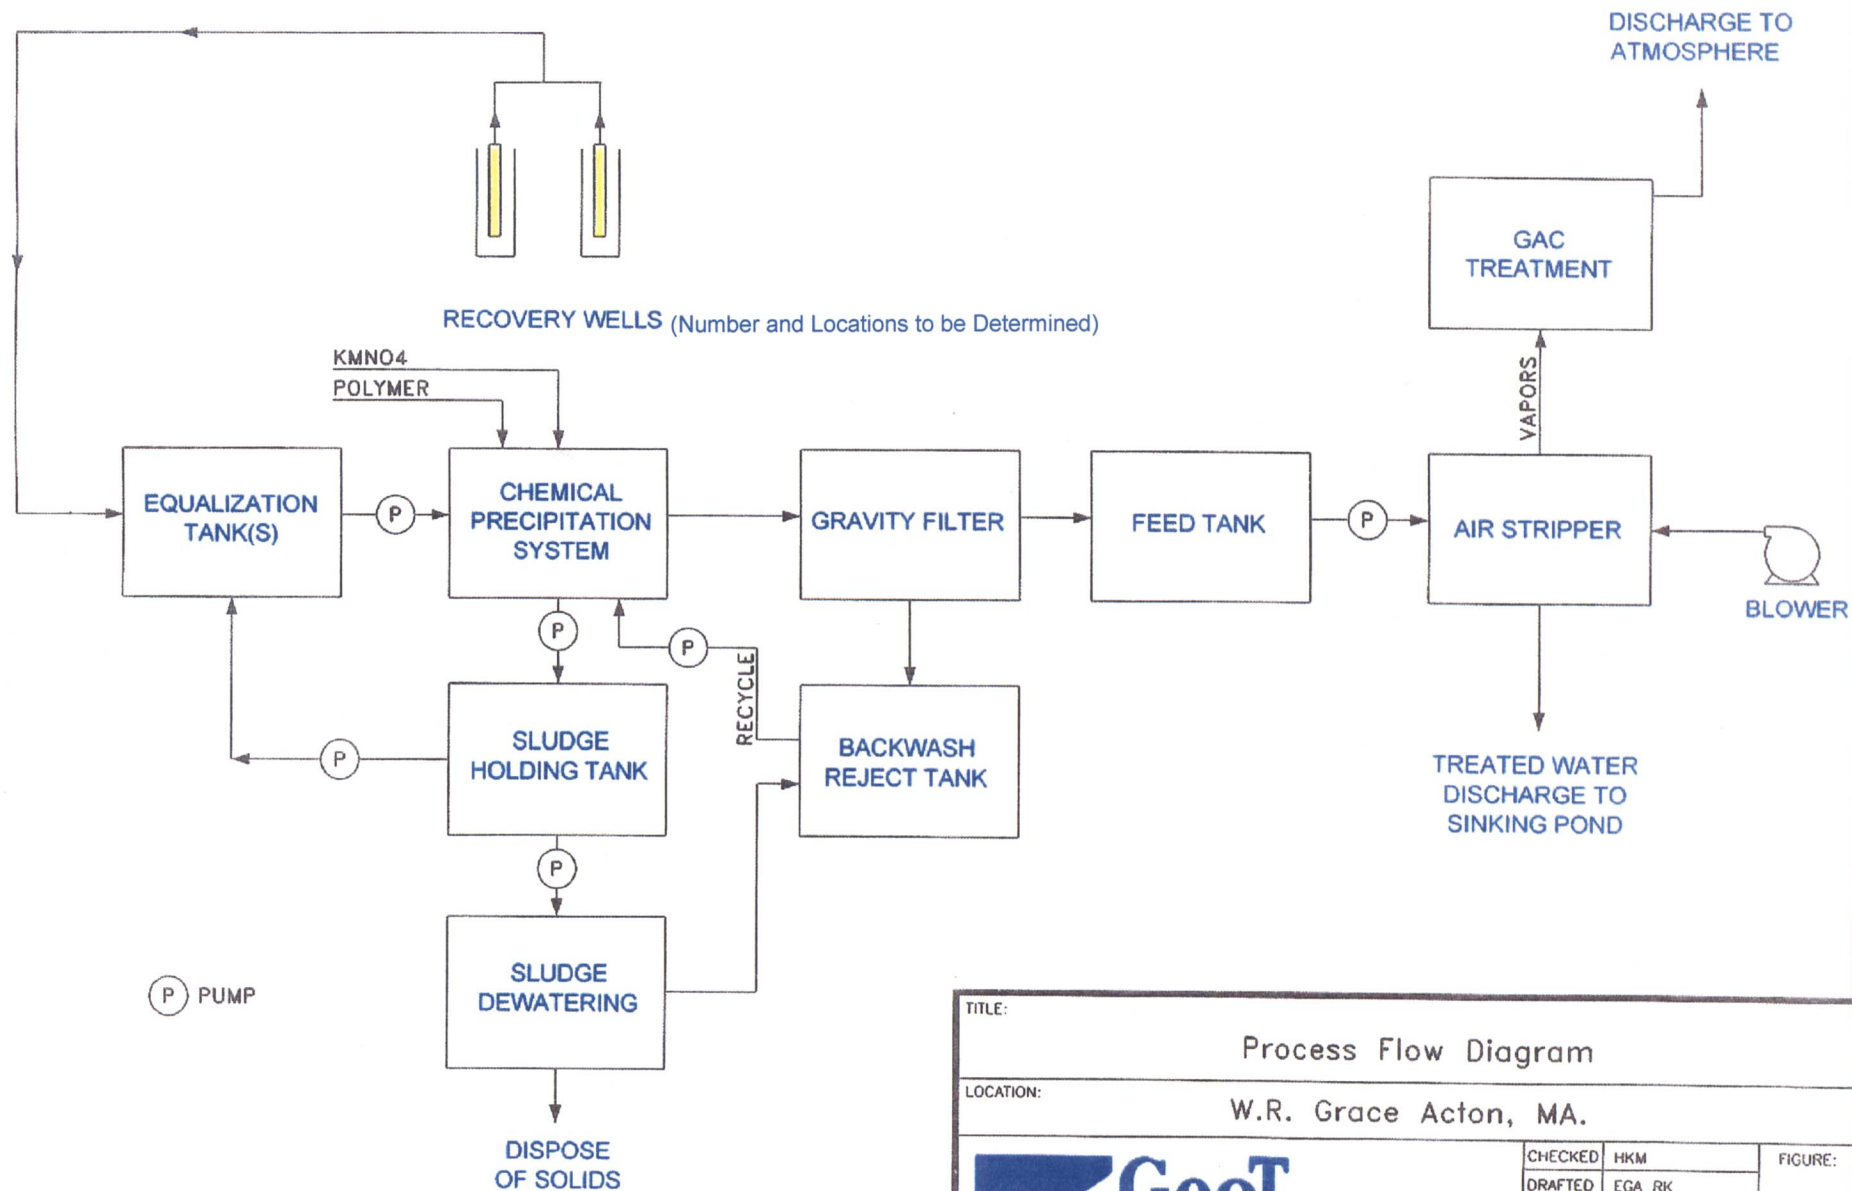 DISCHARGE TO
ATMOSPHERE
GAC
TREATMENT
RECOVERY WELLS (Number and Locations to be Determined)
KMNO4
POLYMER
VAPORS
EQUALIZATION
TANK(S)
P
CHEMICAL
PRECIPITATION
SYSTEM
GRAVITY FILTER
FEED TANK
P
AIR STRIPPER
BLOWER
P
P
RECYCLE
SLUDGE
HOLDING TANK
P
BACKWASH
REJECT TANK
TREATED WATER
DISCHARGE TO
SINKING POND
P
SLUDGE
DEWATERING
P PUMP
DISPOSE
OF SOLIDS
TITLE:
Process Flow Diagram
LOCATION:
W.R. Grace Acton, MA.
GeoT
CHECKED HKM
FIGURE:
DRAFTED EGA RK